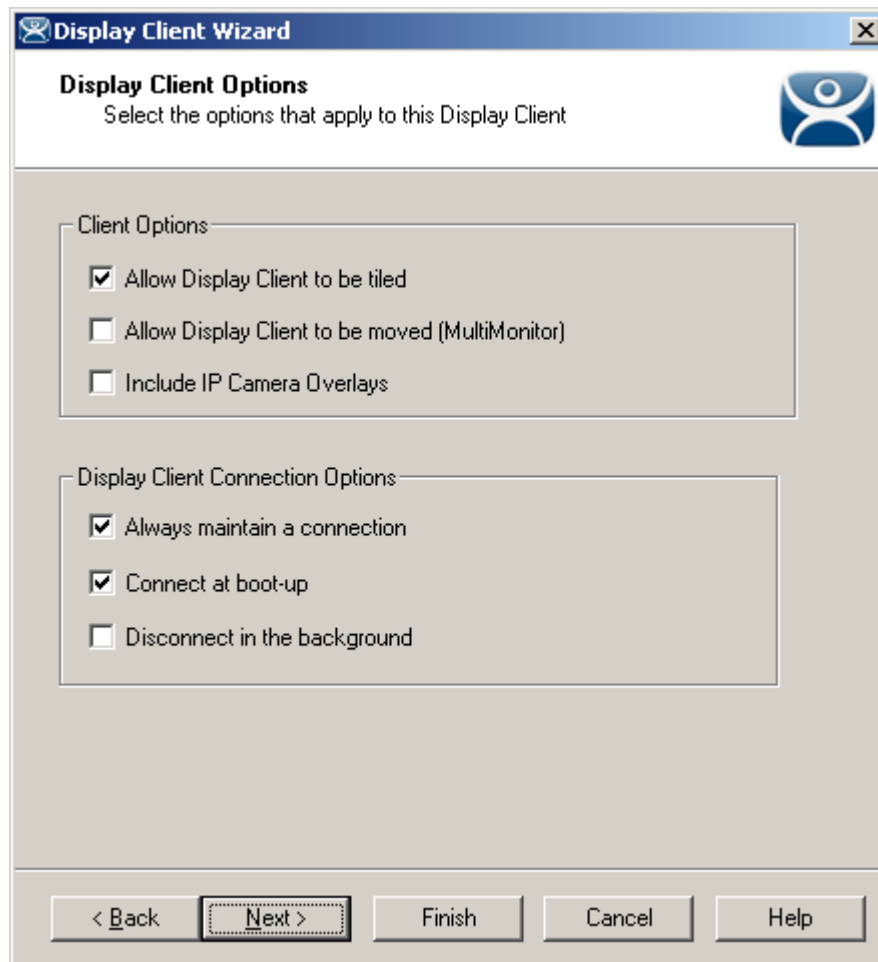 Display Client Wizard
Display Client Options
Select the options that apply to this Display Client
Client Options
Allow Display Client to be tiled
Allow Display Client to be moved (MultiMonitor)
Include IP Camera Overlays
Display Client Connection Options
Always maintain a connection
Connect at boot-up
Disconnect in the background
< Back Next > Finish Cancel Help